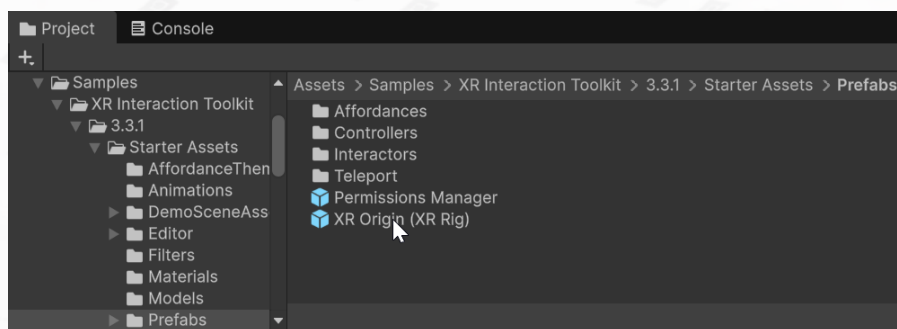 Project Console
+
Samples
XR Interaction Toolkit
3.3.1
Starter Assets
AffordanceThen
Animations
DemoSceneAss
Editor
Filters
Materials
Models
Prefabs
Assets > Samples > XR Interaction Toolkit > 3.3.1 > Starter Assets > Prefabs
Affordances
Controllers
Interactors
Teleport
Permissions Manager
XR Origin (XR Rig)